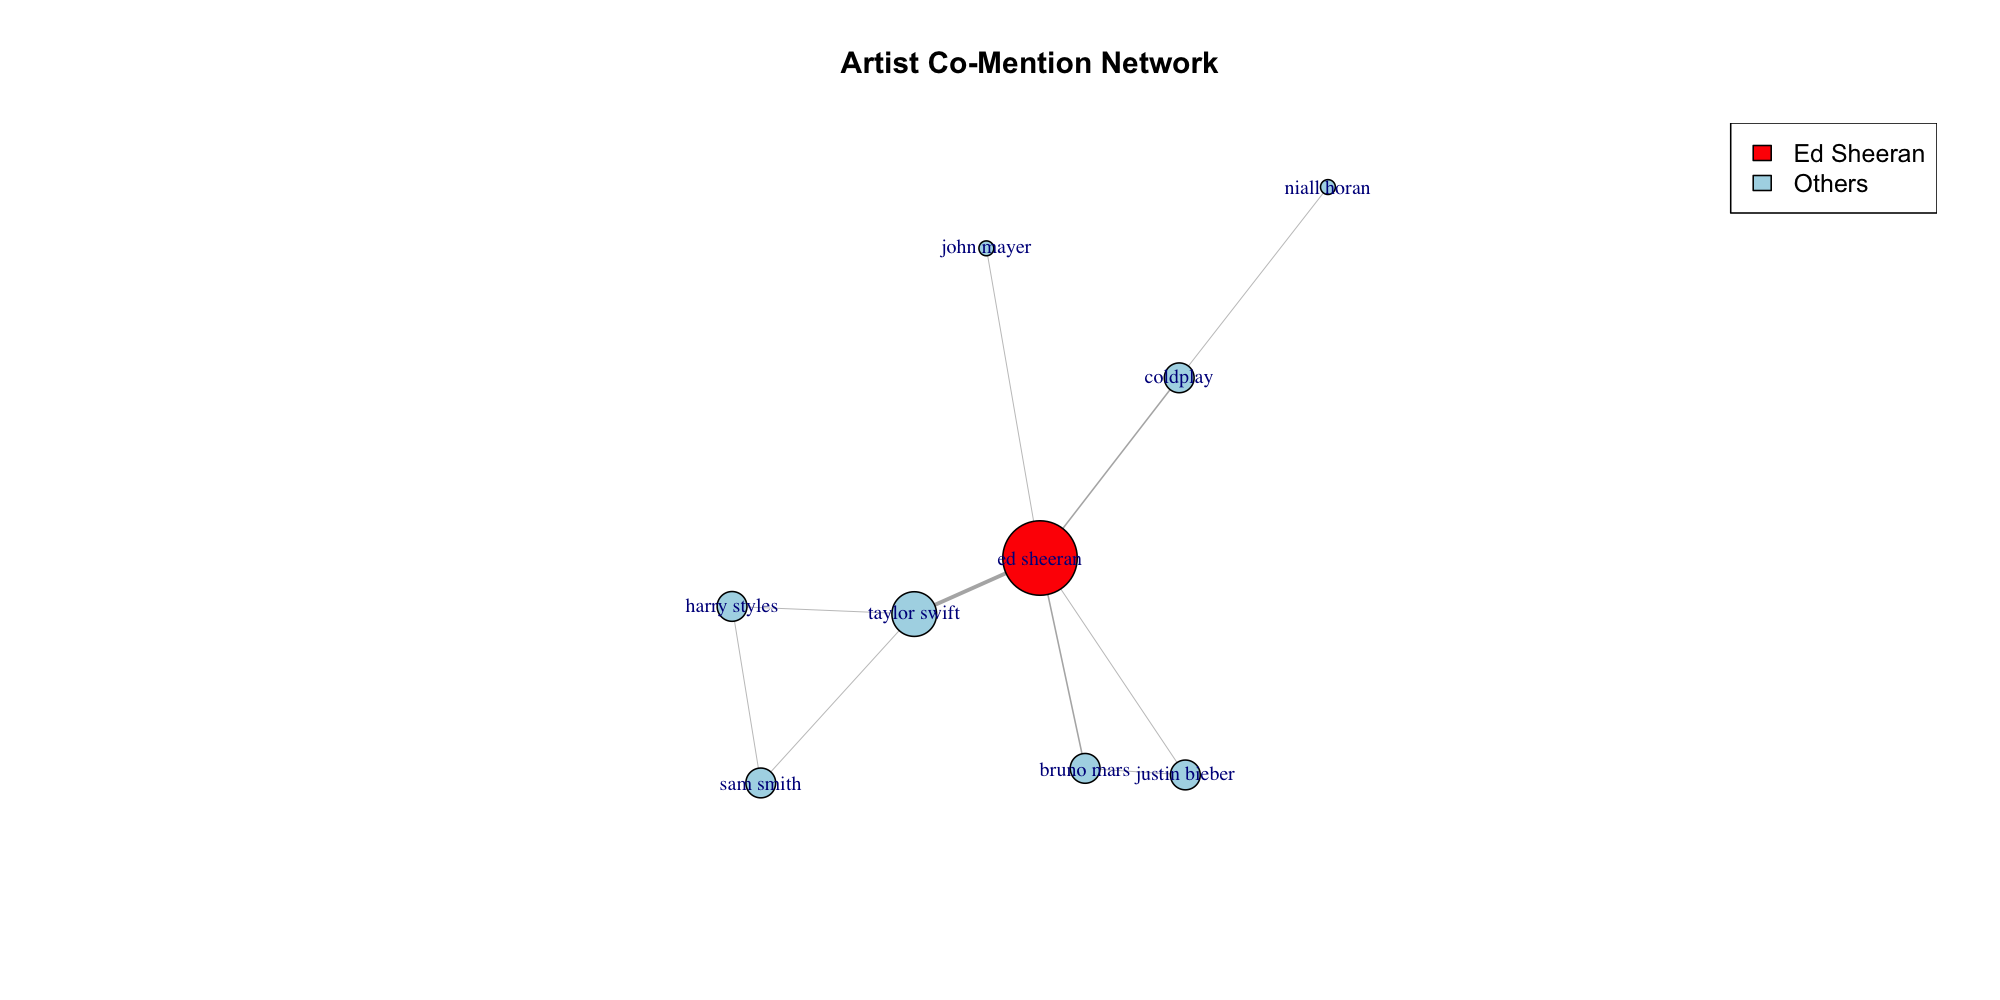 Artist Co-Mention Network
Ed Sheeran
Others
niall horan
john mayer
coldplay
ed sheeran
harry styles
taylor swift
bruno mars
justin bieber
sam smith